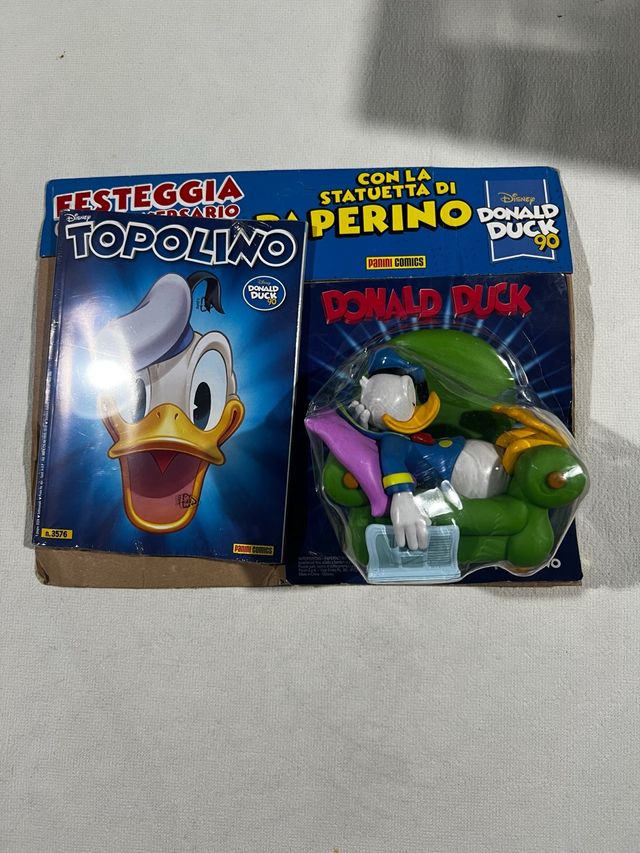 FESTEGGIA
CON LA
STATUETTA DI
PAPERINO
Disney
DONALD
DUCK
90
PANINI COMICS
Disney
TOPOLINO
DONALD
DUCK
90
n.3576
PANINI COMICS
DONALD DUCK